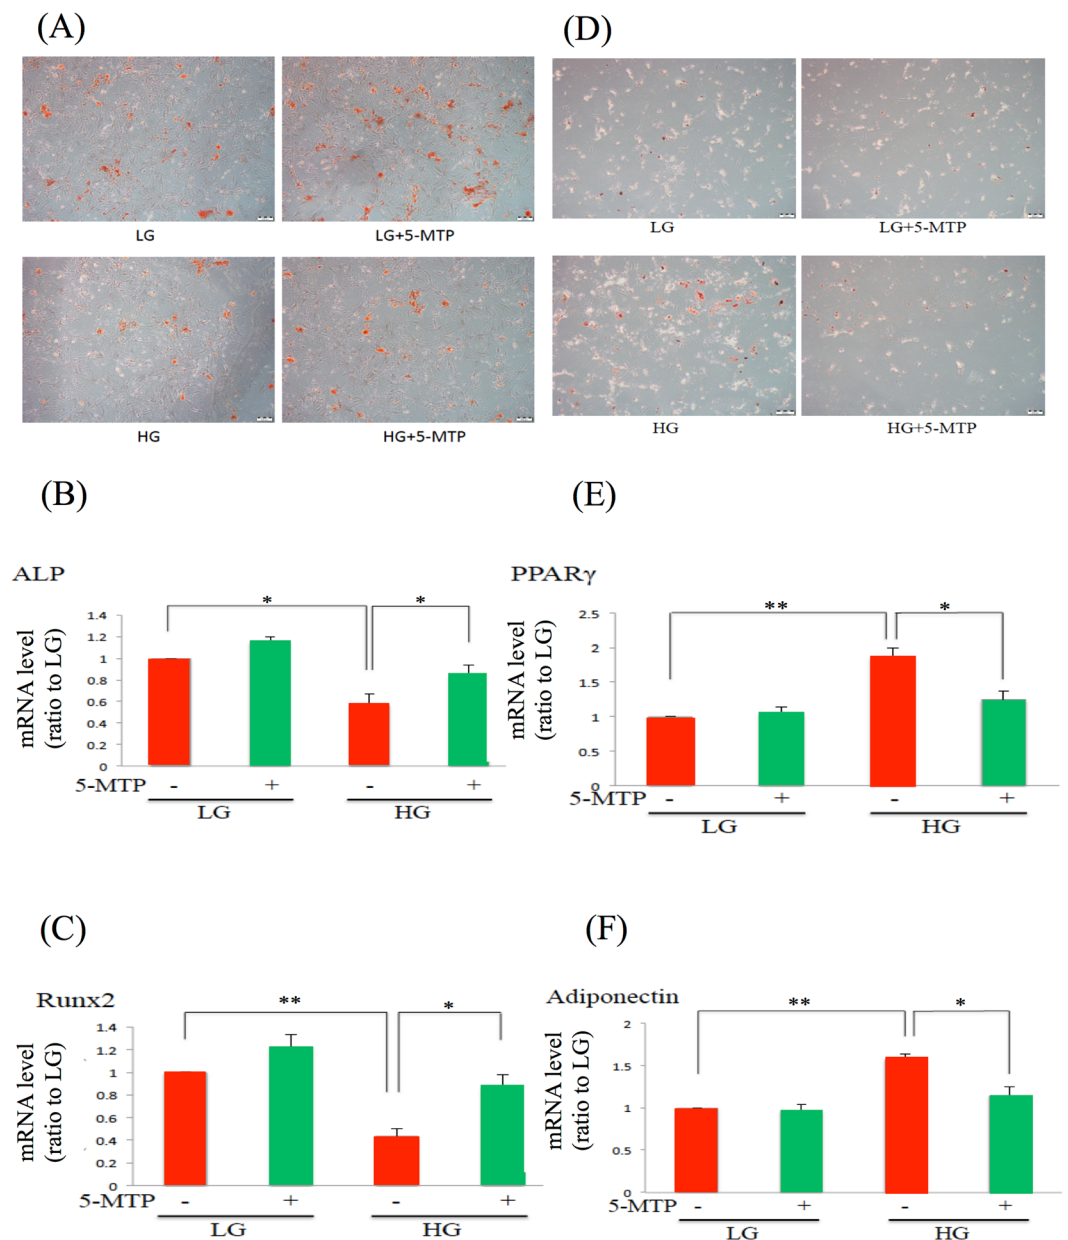 (A)
LG
LG+5-MTP
HG
HG+5-MTP
(D)
LG
LG+5-MTP
HG
HG+5-MTP
(B)
ALP
mRNA level
(ratio to LG)
* *
1.4
1.2
1
0.8
0.6
0.4
0.2
0
5-MTP - + - +
LG HG
(E)
PPARγ
mRNA level
(ratio to LG)
** *
2.5
2
1.5
1
0.5
0
5-MTP - + - +
LG HG
(C)
Runx2
mRNA level
(ratio to LG)
** *
1.4
1.2
1
0.8
0.6
0.4
0.2
0
5-MTP - + - +
LG HG
(F)
Adiponectin
mRNA level
(ratio to LG)
** *
2
1.5
1
0.5
0
5-MTP - + - +
LG HG